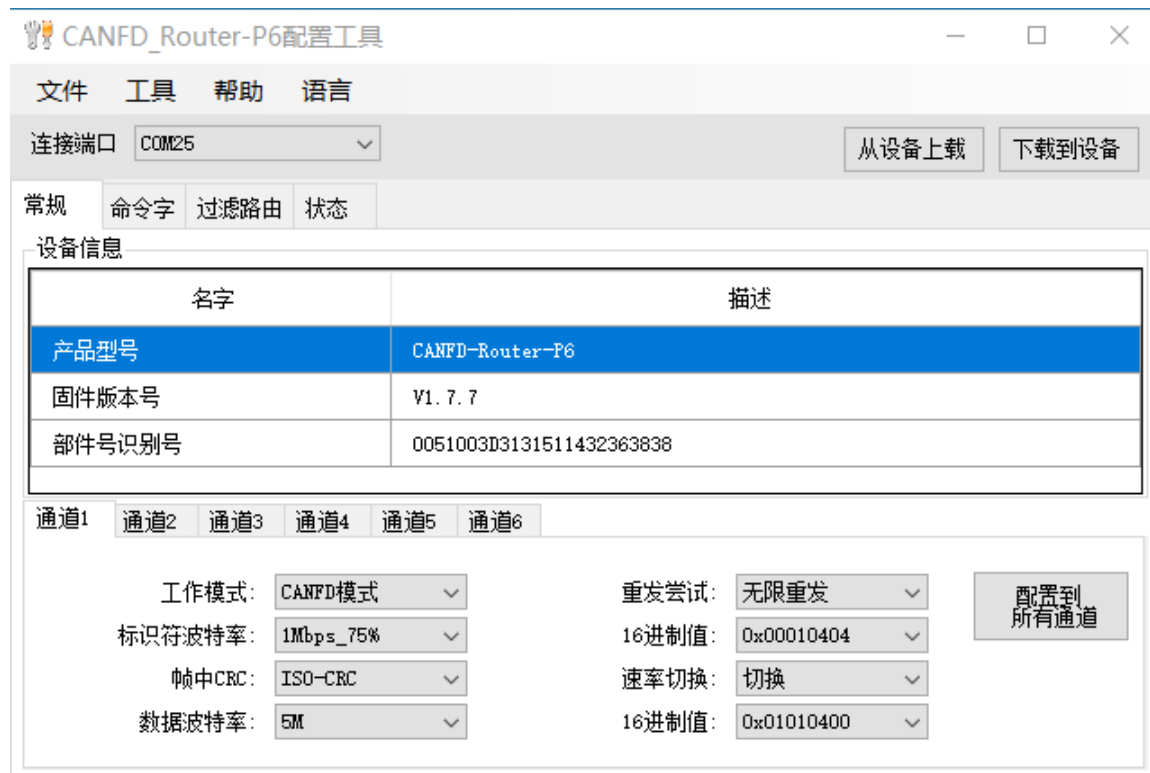 CANFD_Router-P6配置工具
文件 工具 帮助 语言
连接端口 COM25 从设备上载 下载到设备
常规 命令字 过滤路由 状态
设备信息
名字 描述
产品型号 CANFD-Router-P6
固件版本号 V1.7.7
部件号识别号 0051003D3131511432363838
通道1 通道2 通道3 通道4 通道5 通道6
工作模式: CANFD模式 重发尝试: 无限重发 配置到
所有通道
标识符波特率: 1Mbps_75% 16进制值: 0x00010404
帧中CRC: ISO-CRC 速率切换: 切换
数据波特率: 5M 16进制值: 0x01010400